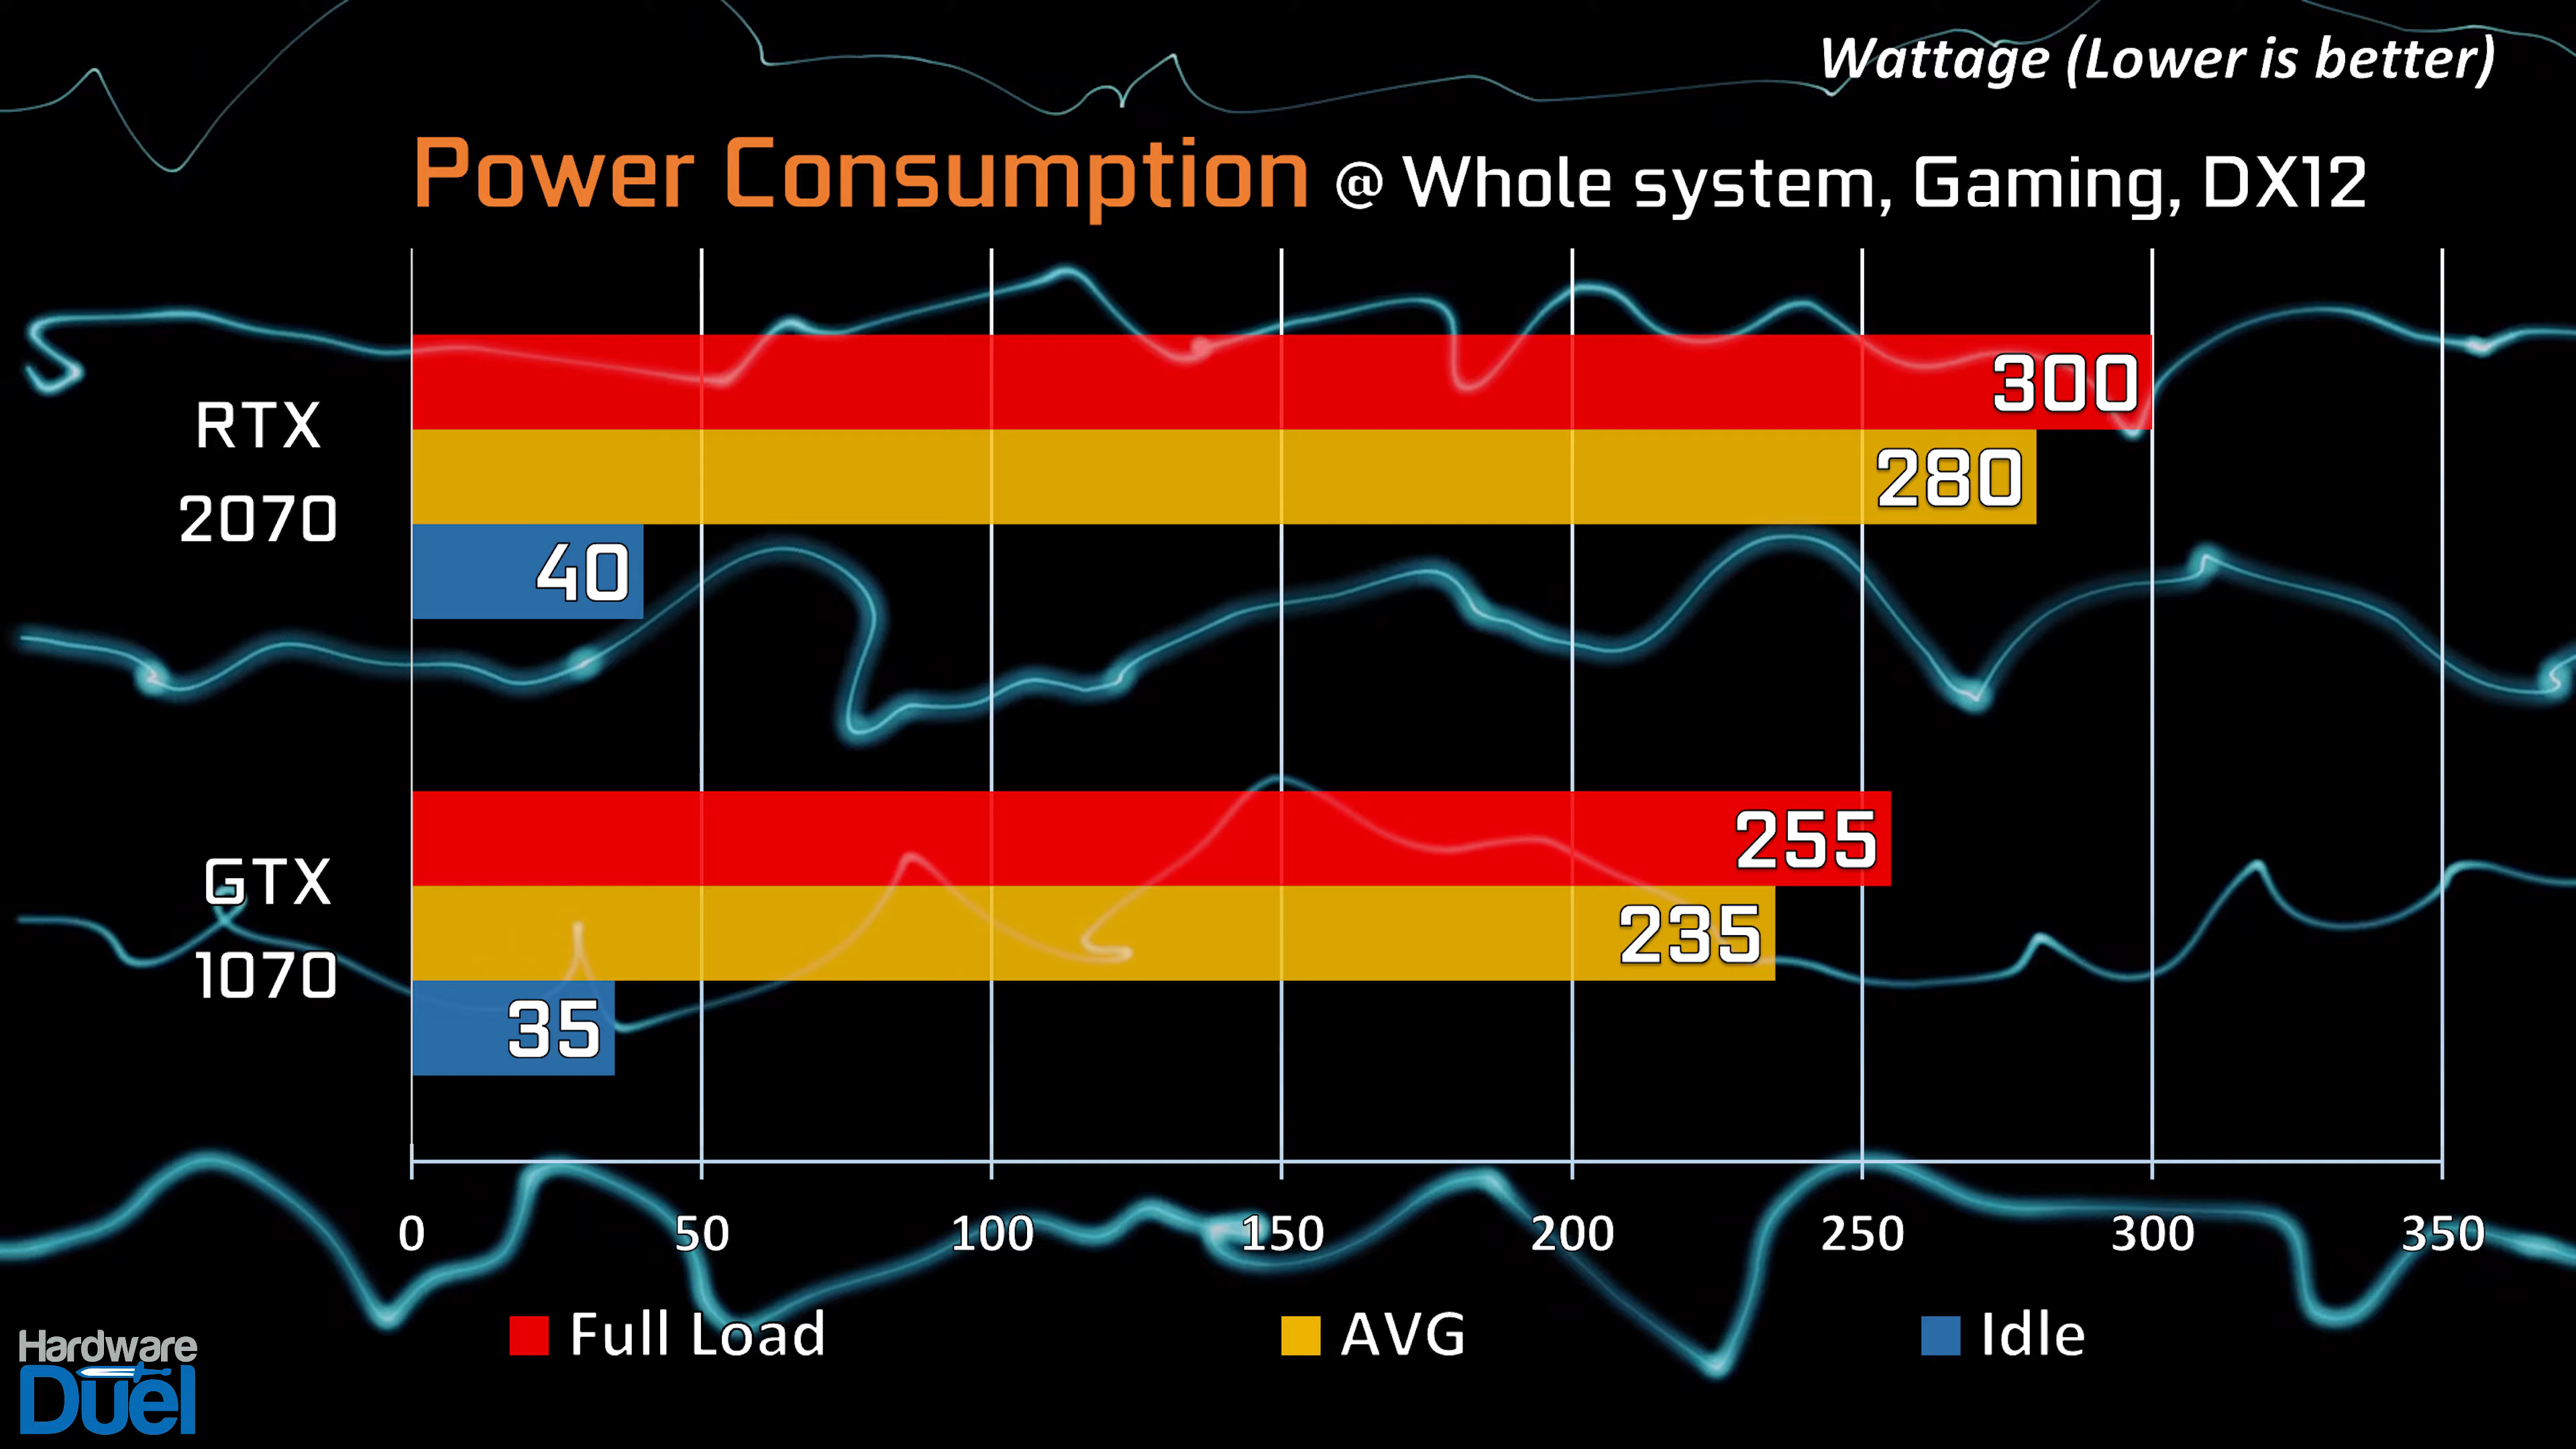 Wattage (Lower is better)
Power Consumption @ Whole system, Gaming, DX12
RTX
2070
300
280
40
GTX
1070
255
235
35
0 50 100 150 200 250 300 350
Full Load AVG Idle
Hardware
Duel